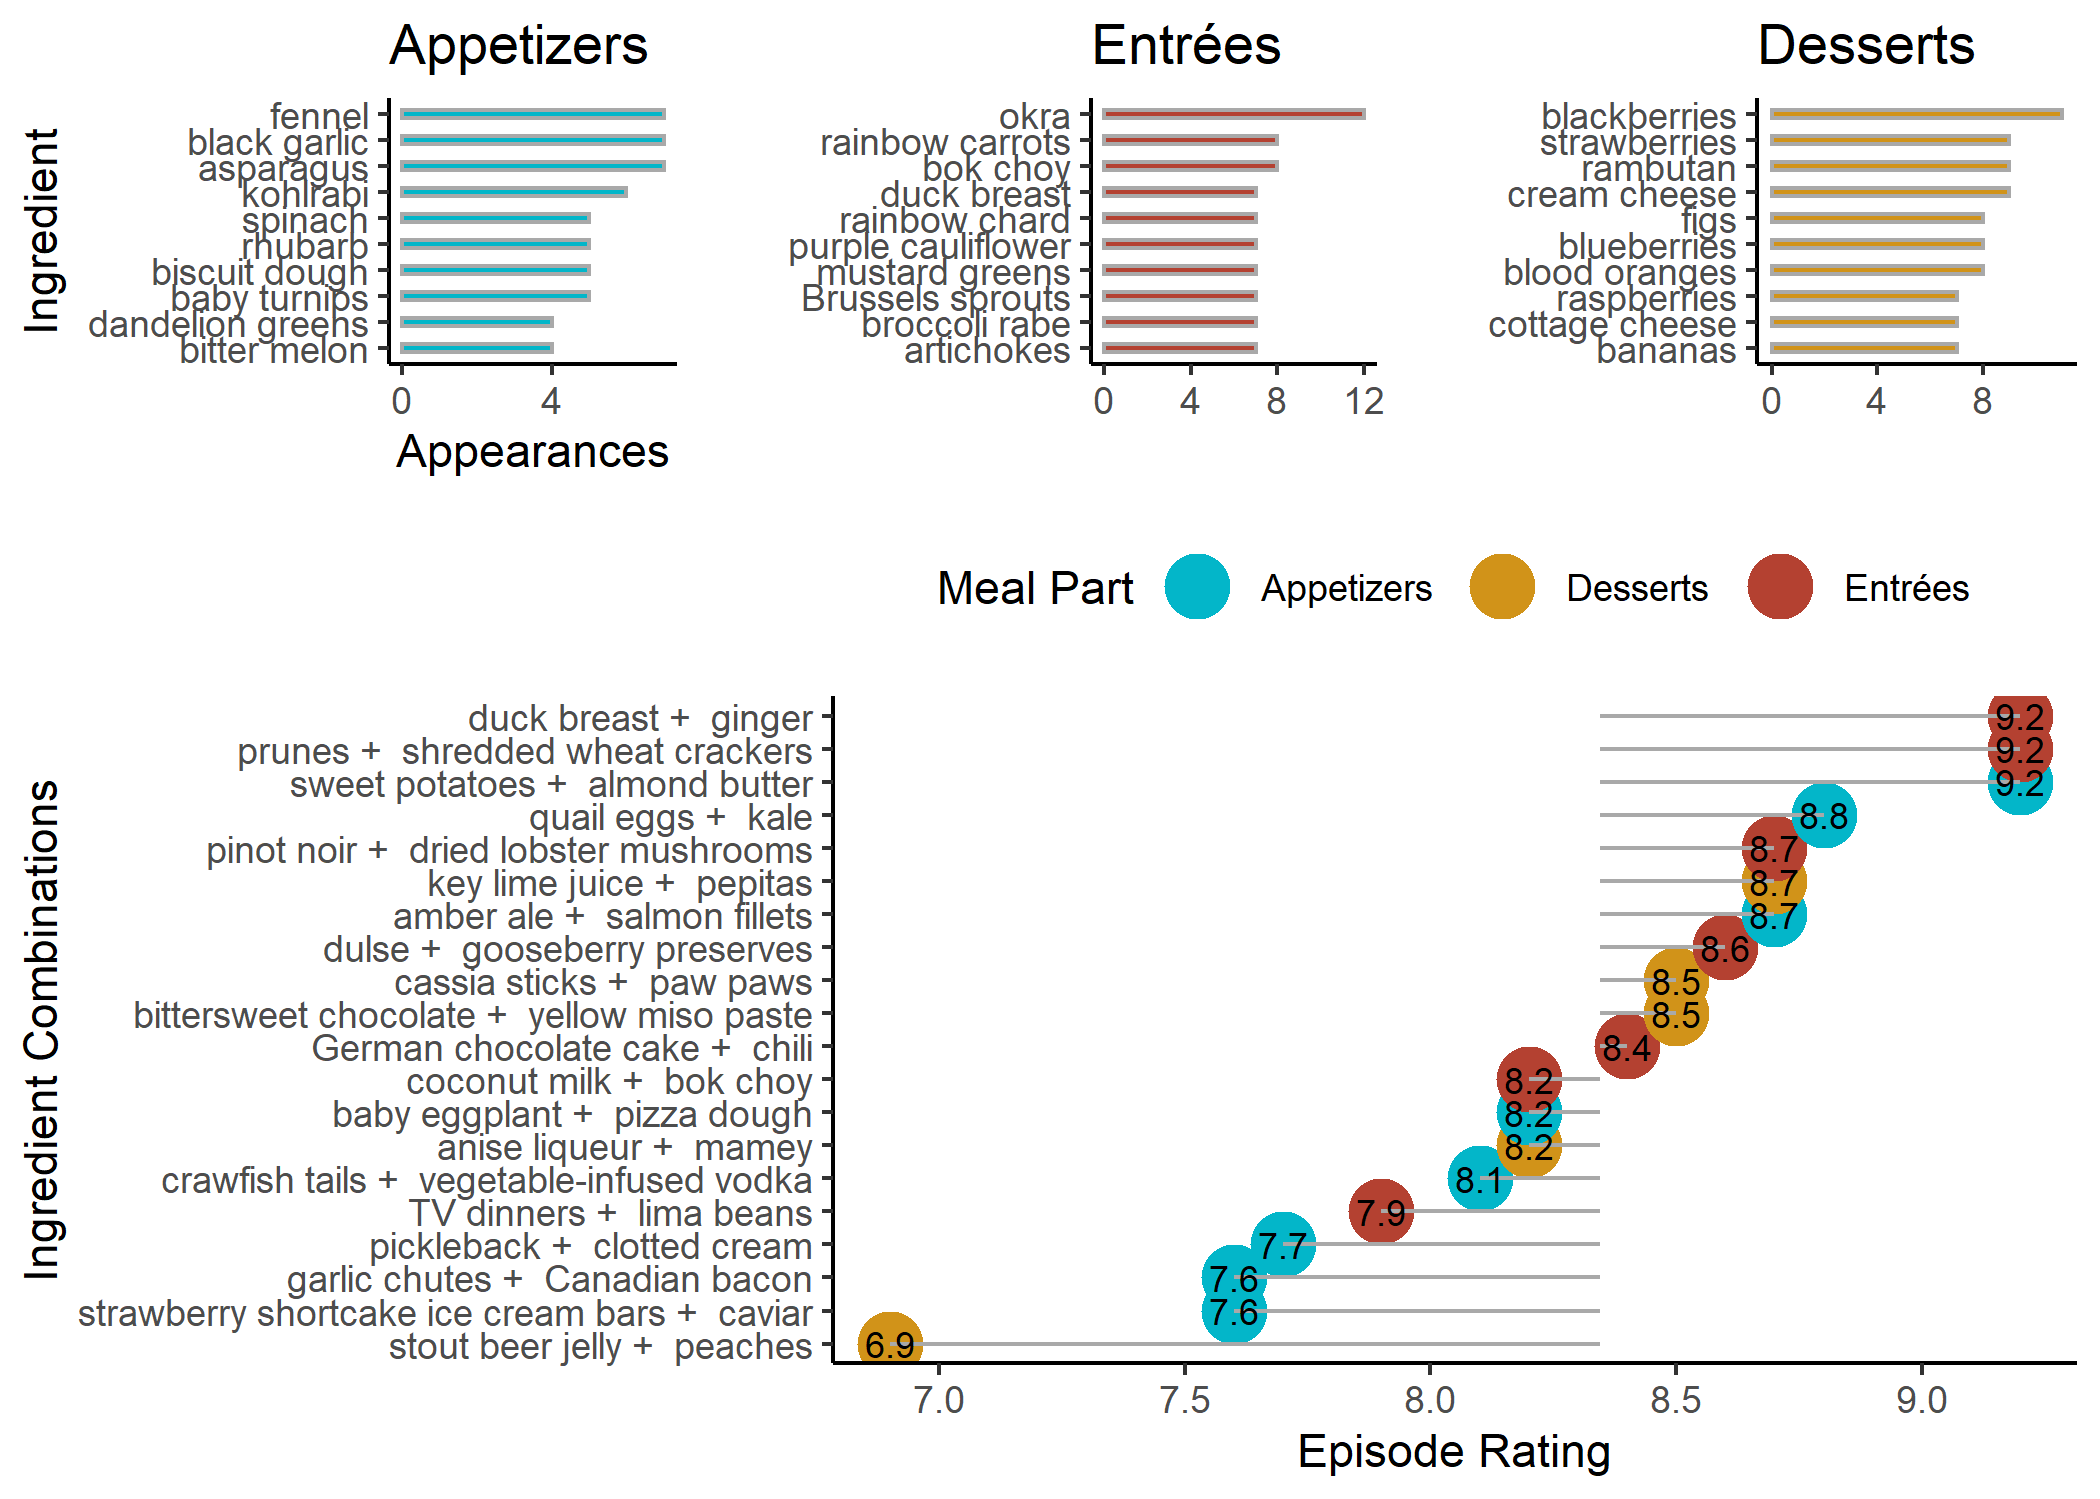 Appetizers
Entrées
Desserts
Ingredient
fennel
black garlic
asparagus
kohlrabi
spinach
rhubarb
biscuit dough
baby turnips
dandelion greens
bitter melon
0 4
Appearances
okra
rainbow carrots
bok choy
duck breast
rainbow chard
purple cauliflower
mustard greens
Brussels sprouts
broccoli rabe
artichokes
0 4 8 12
blackberries
strawberries
rambutan
cream cheese
figs
blueberries
blood oranges
raspberries
cottage cheese
bananas
0 4 8
Meal Part Appetizers Desserts Entrées
Ingredient Combinations
duck breast + ginger 9.2
prunes + shredded wheat crackers 9.2
sweet potatoes + almond butter 9.2
quail eggs + kale 8.8
pinot noir + dried lobster mushrooms 8.7
key lime juice + pepitas 8.7
amber ale + salmon fillets 8.7
dulse + gooseberry preserves 8.6
cassia sticks + paw paws 8.5
bittersweet chocolate + yellow miso paste 8.5
German chocolate cake + chili 8.4
coconut milk + bok choy 8.2
baby eggplant + pizza dough 8.2
anise liqueur + mamey 8.2
crawfish tails + vegetable-infused vodka 8.1
TV dinners + lima beans 7.9
pickleback + clotted cream 7.7
garlic chutes + Canadian bacon 7.6
strawberry shortcake ice cream bars + caviar 7.6
stout beer jelly + peaches 6.9
7.0 7.5 8.0 8.5 9.0
Episode Rating